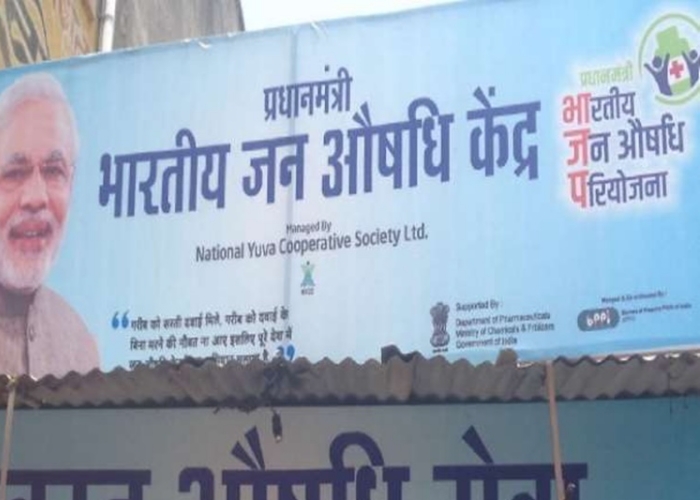 प्रधानमंत्री
भारतीय जन औषधि केंद्र
Managed By
National Yuva Cooperative Society Ltd.
प्रधानमंत्री
भारतीय
जन औषधि
परियोजना
“गरीब को सस्ती दवाई मिले, गरीब को दवाई के
बिना मरने की नौबत ना आए इसलिए पूरे देश में
Supported By :
Department of Pharmaceuticals
Ministry of Chemicals & Fertilizers
Government of India
bppi
औषधि